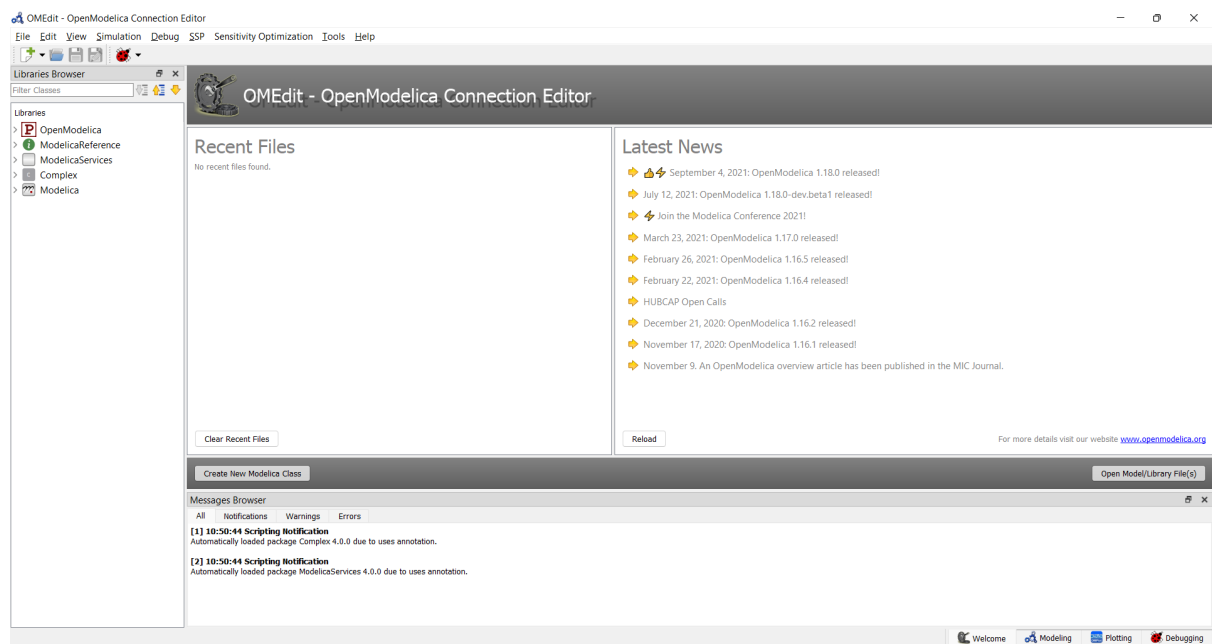 OMEdit - OpenModelica Connection Editor
File Edit View Simulation Debug SSP Sensitivity Optimization Tools Help
Libraries Browser
Filter Classes
Libraries
P OpenModelica
i ModelicaReference
ModelicaServices
C Complex
Modelica
OMEdit - OpenModelica Connection Editor
Recent Files
No recent files found.
Clear Recent Files
Latest News
September 4, 2021: OpenModelica 1.18.0 released!
July 12, 2021: OpenModelica 1.18.0-dev.beta1 released!
Join the Modelica Conference 2021!
March 23, 2021: OpenModelica 1.17.0 released!
February 26, 2021: OpenModelica 1.16.5 released!
February 22, 2021: OpenModelica 1.16.4 released!
HUBCAP Open Calls
December 21, 2020: OpenModelica 1.16.2 released!
November 17, 2020: OpenModelica 1.16.1 released!
November 9. An OpenModelica overview article has been published in the MIC Journal.
Reload
For more details visit our website www.openmodelica.org
Create New Modelica Class
Open Model/Library File(s)
Messages Browser
All Notifications Warnings Errors
[1] 10:50:44 Scripting Notification
Automatically loaded package Complex 4.0.0 due to uses annotation.
[2] 10:50:44 Scripting Notification
Automatically loaded package ModelicaServices 4.0.0 due to uses annotation.
Welcome Modeling Plotting Debugging